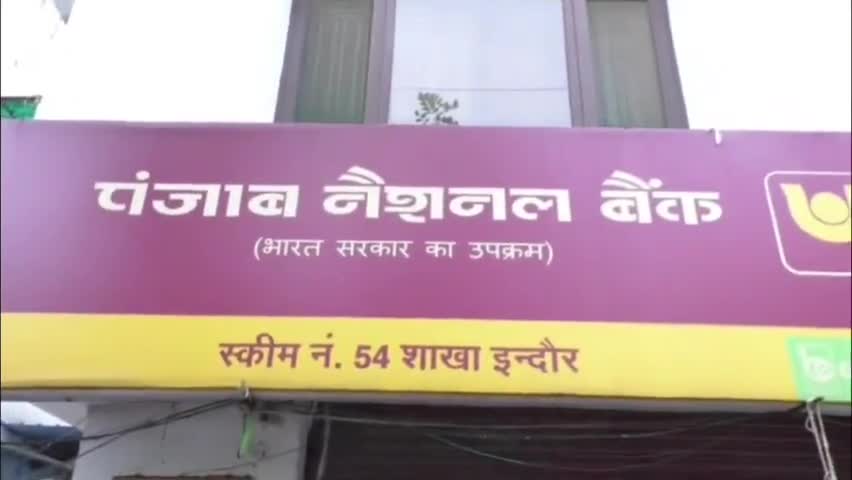 पंजाब नैशनल बैंक
(भारत सरकार का उपक्रम)
स्कीम नं. 54 शाखा इन्दौर